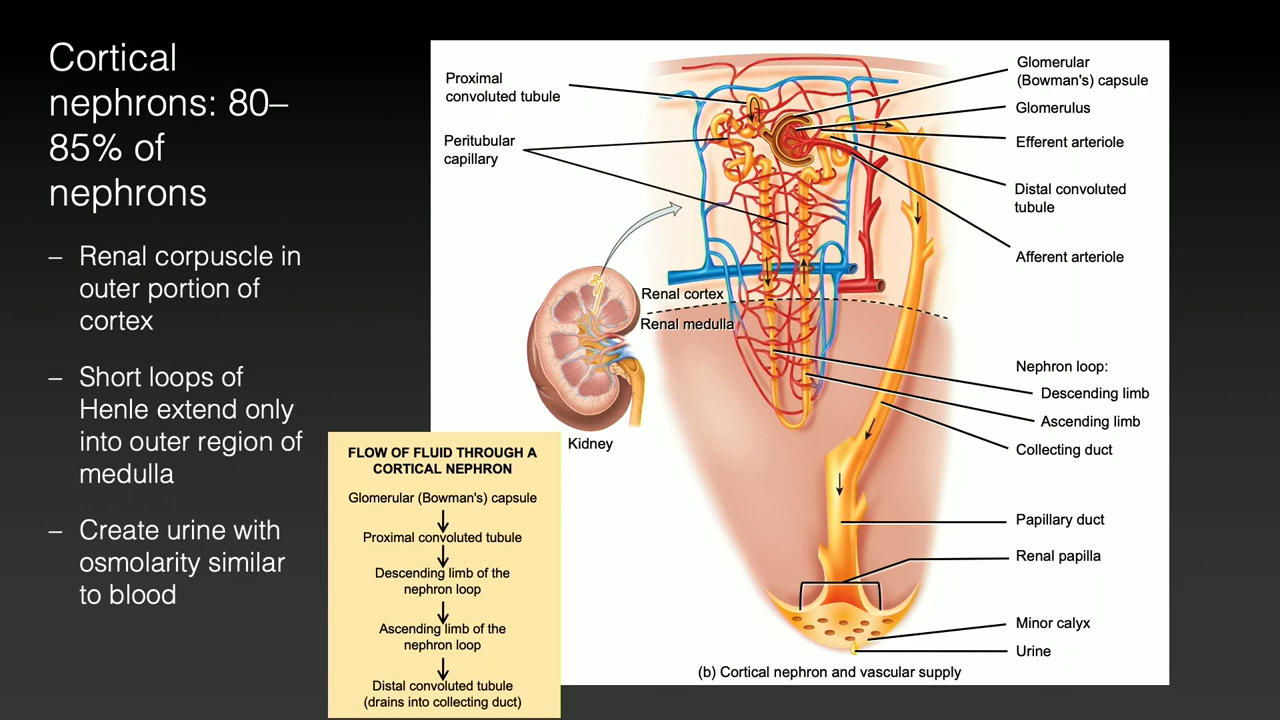 Cortical
nephrons: 80–
85% of
nephrons
– Renal corpuscle in
outer portion of
cortex
– Short loops of
Henle extend only
into outer region of
medulla
– Create urine with
osmolarity similar
to blood
Proximal
convoluted tubule
Peritubular
capillary
Glomerular
(Bowman's) capsule
Glomerulus
Efferent arteriole
Distal convoluted
tubule
Afferent arteriole
Renal cortex
Renal medulla
Nephron loop:
Descending limb
Ascending limb
Collecting duct
Kidney
Papillary duct
Renal papilla
Minor calyx
Urine
(b) Cortical nephron and vascular supply
FLOW OF FLUID THROUGH A
CORTICAL NEPHRON
Glomerular (Bowman's) capsule
Proximal convoluted tubule
Descending limb of the
nephron loop
Ascending limb of the
nephron loop
Distal convoluted tubule
(drains into collecting duct)